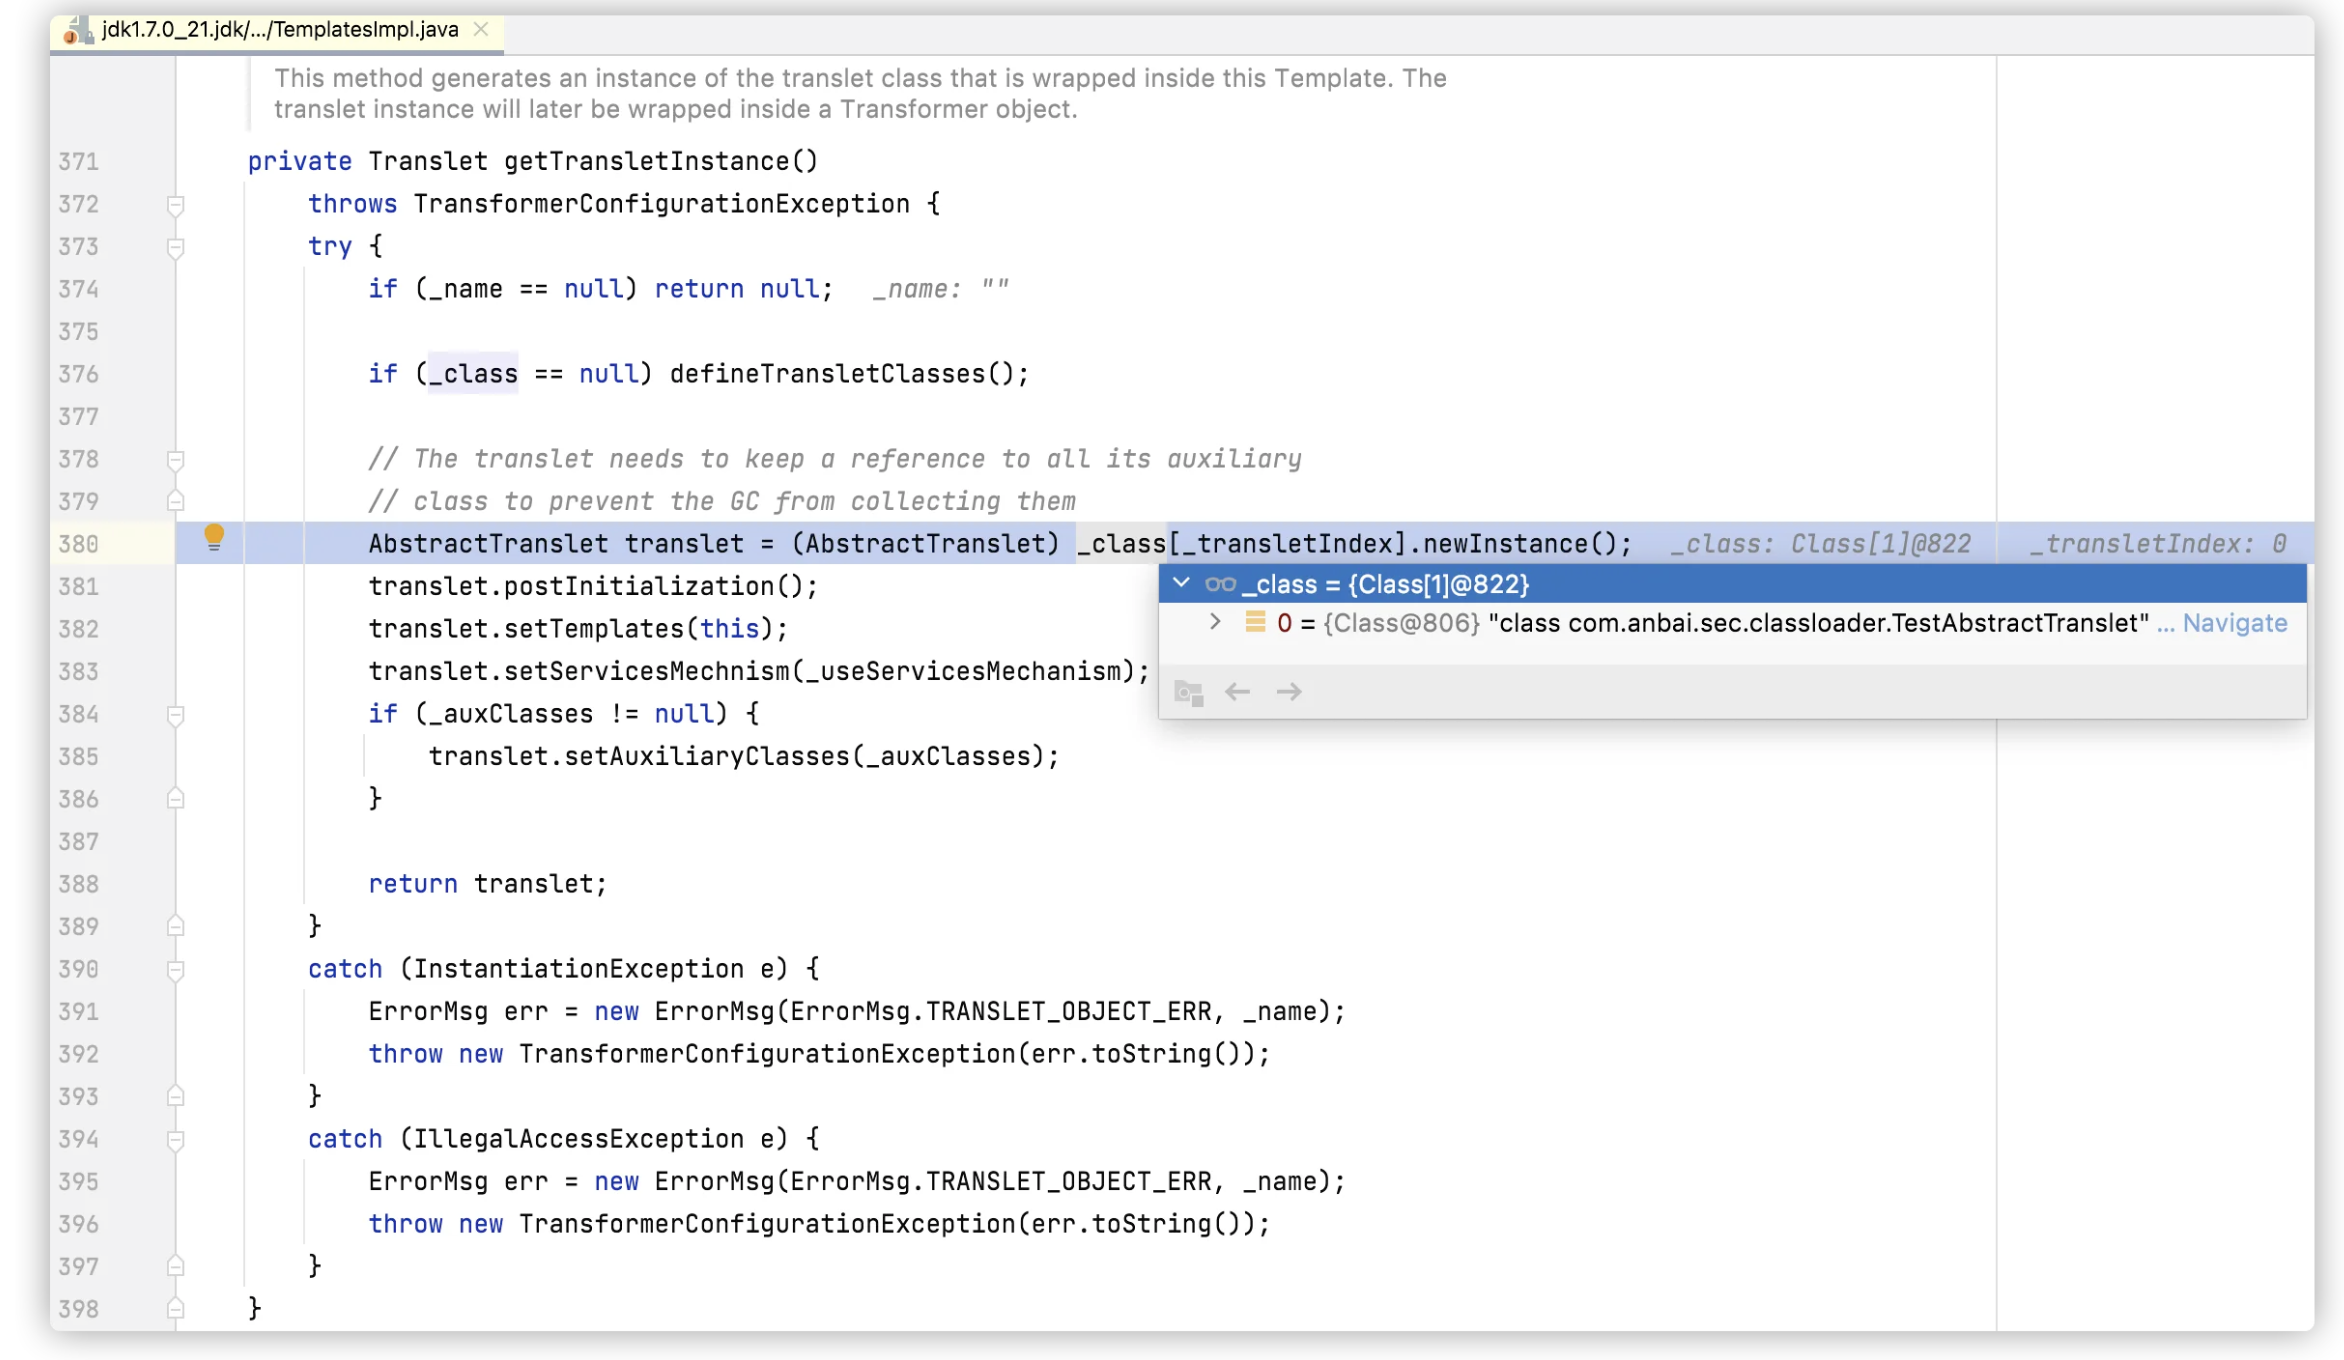 jdk1.7.0_21.jdk/.../TemplatesImpl.java
This method generates an instance of the translet class that is wrapped inside this Template. The
translet instance will later be wrapped inside a Transformer object.
371 private Translet getTransletInstance()
372 throws TransformerConfigurationException {
373 try {
374 if (_name == null) return null; _name: ""
375
376 if (_class == null) defineTransletClasses();
377
378 // The translet needs to keep a reference to all its auxiliary
379 // class to prevent the GC from collecting them
380 AbstractTranslet translet = (AbstractTranslet) _class[_transletIndex].newInstance(); _class: Class[1]@822 _transletIndex: 0
381 translet.postInitialization();
_class = {Class[1]@822}
382 translet.setTemplates(this);
0 = {Class@806} "class com.anbai.sec.classloader.TestAbstractTranslet" ... Navigate
383 translet.setServicesMechnism(_useServicesMechanism);
384 if (_auxClasses != null) {
385 translet.setAuxiliaryClasses(_auxClasses);
386 }
387
388 return translet;
389 }
390 catch (InstantiationException e) {
391 ErrorMsg err = new ErrorMsg(ErrorMsg.TRANSLET_OBJECT_ERR, _name);
392 throw new TransformerConfigurationException(err.toString());
393 }
394 catch (IllegalAccessException e) {
395 ErrorMsg err = new ErrorMsg(ErrorMsg.TRANSLET_OBJECT_ERR, _name);
396 throw new TransformerConfigurationException(err.toString());
397 }
398 }